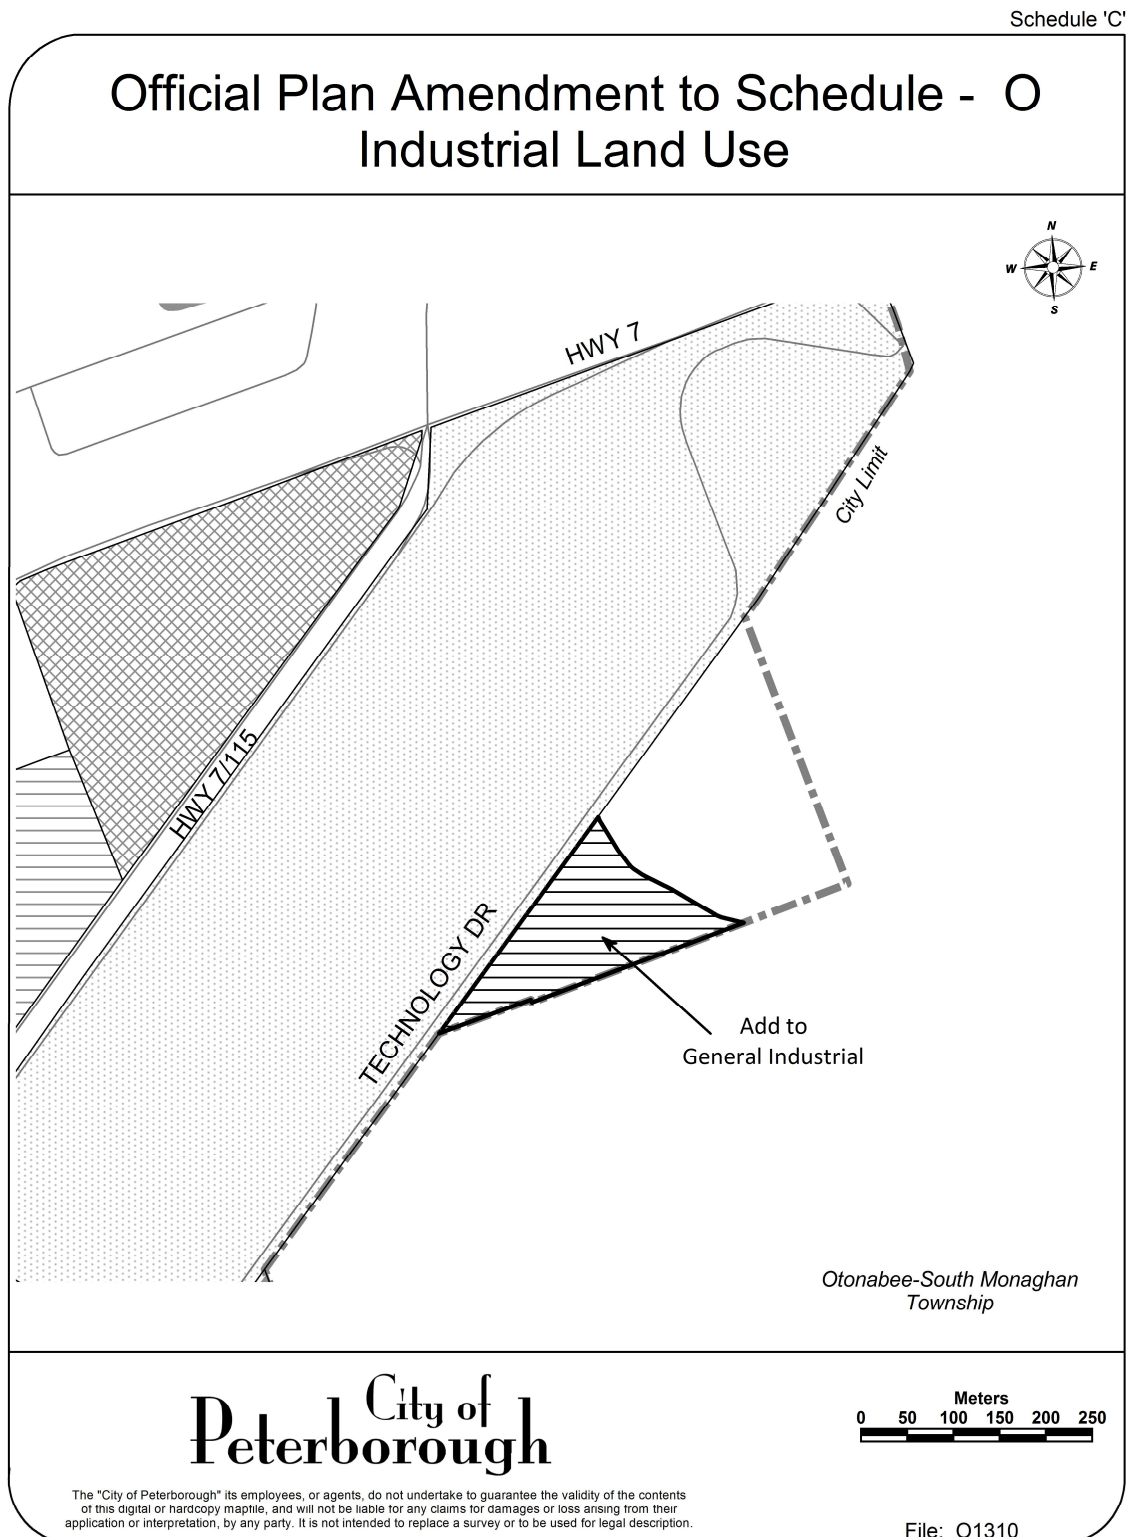 Schedule 'C'
Official Plan Amendment to Schedule - O
Industrial Land Use
N
W
E
S
HWY 7
City Limit
HWY 7/115
TECHNOLOGY DR
Add to
General Industrial
Otonabee-South Monaghan
Township
City of
Peterborough
The "City of Peterborough" its employees, or agents, do not undertake to guarantee the validity of the contents
of this digital or hardcopy mapfile, and will not be liable for any claims for damages or loss arising from their
application or interpretation, by any party. It is not intended to replace a survey or to be used for legal description.
Meters
0 50 100 150 200 250
File: O1310